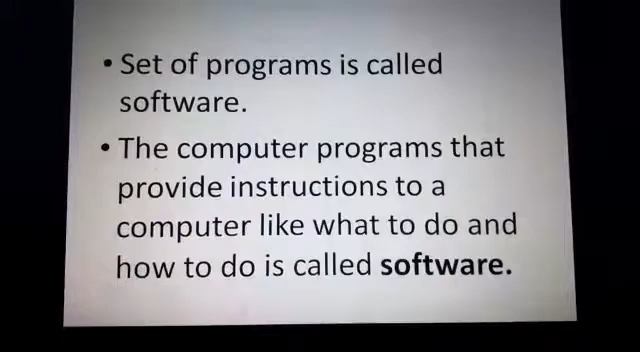 • Set of programs is called
software.
• The computer programs that
provide instructions to a
computer like what to do and
how to do is called software.